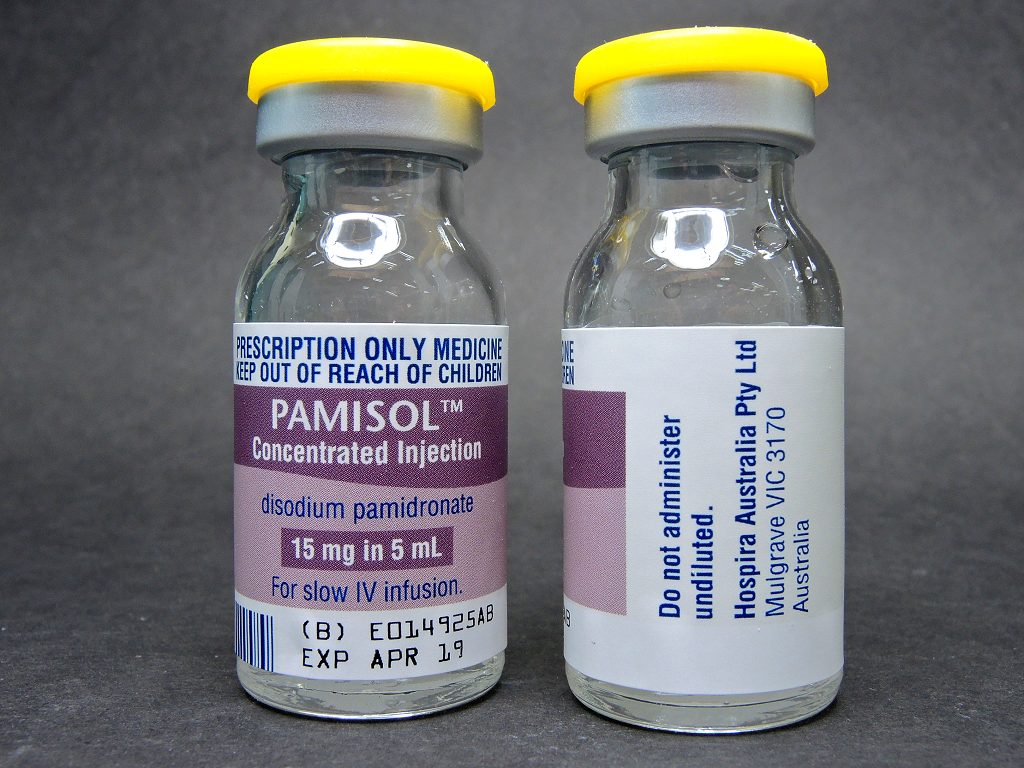 PRESCRIPTION ONLY MEDICINE
KEEP OUT OF REACH OF CHILDREN
PAMISOL™
Concentrated Injection
disodium pamidronate
15 mg in 5 mL
For slow IV infusion.
(B) E014925AB
EXP APR 19
Do not administer
undiluted.
Hospira Australia Pty Ltd
Mulgrave VIC 3170
Australia